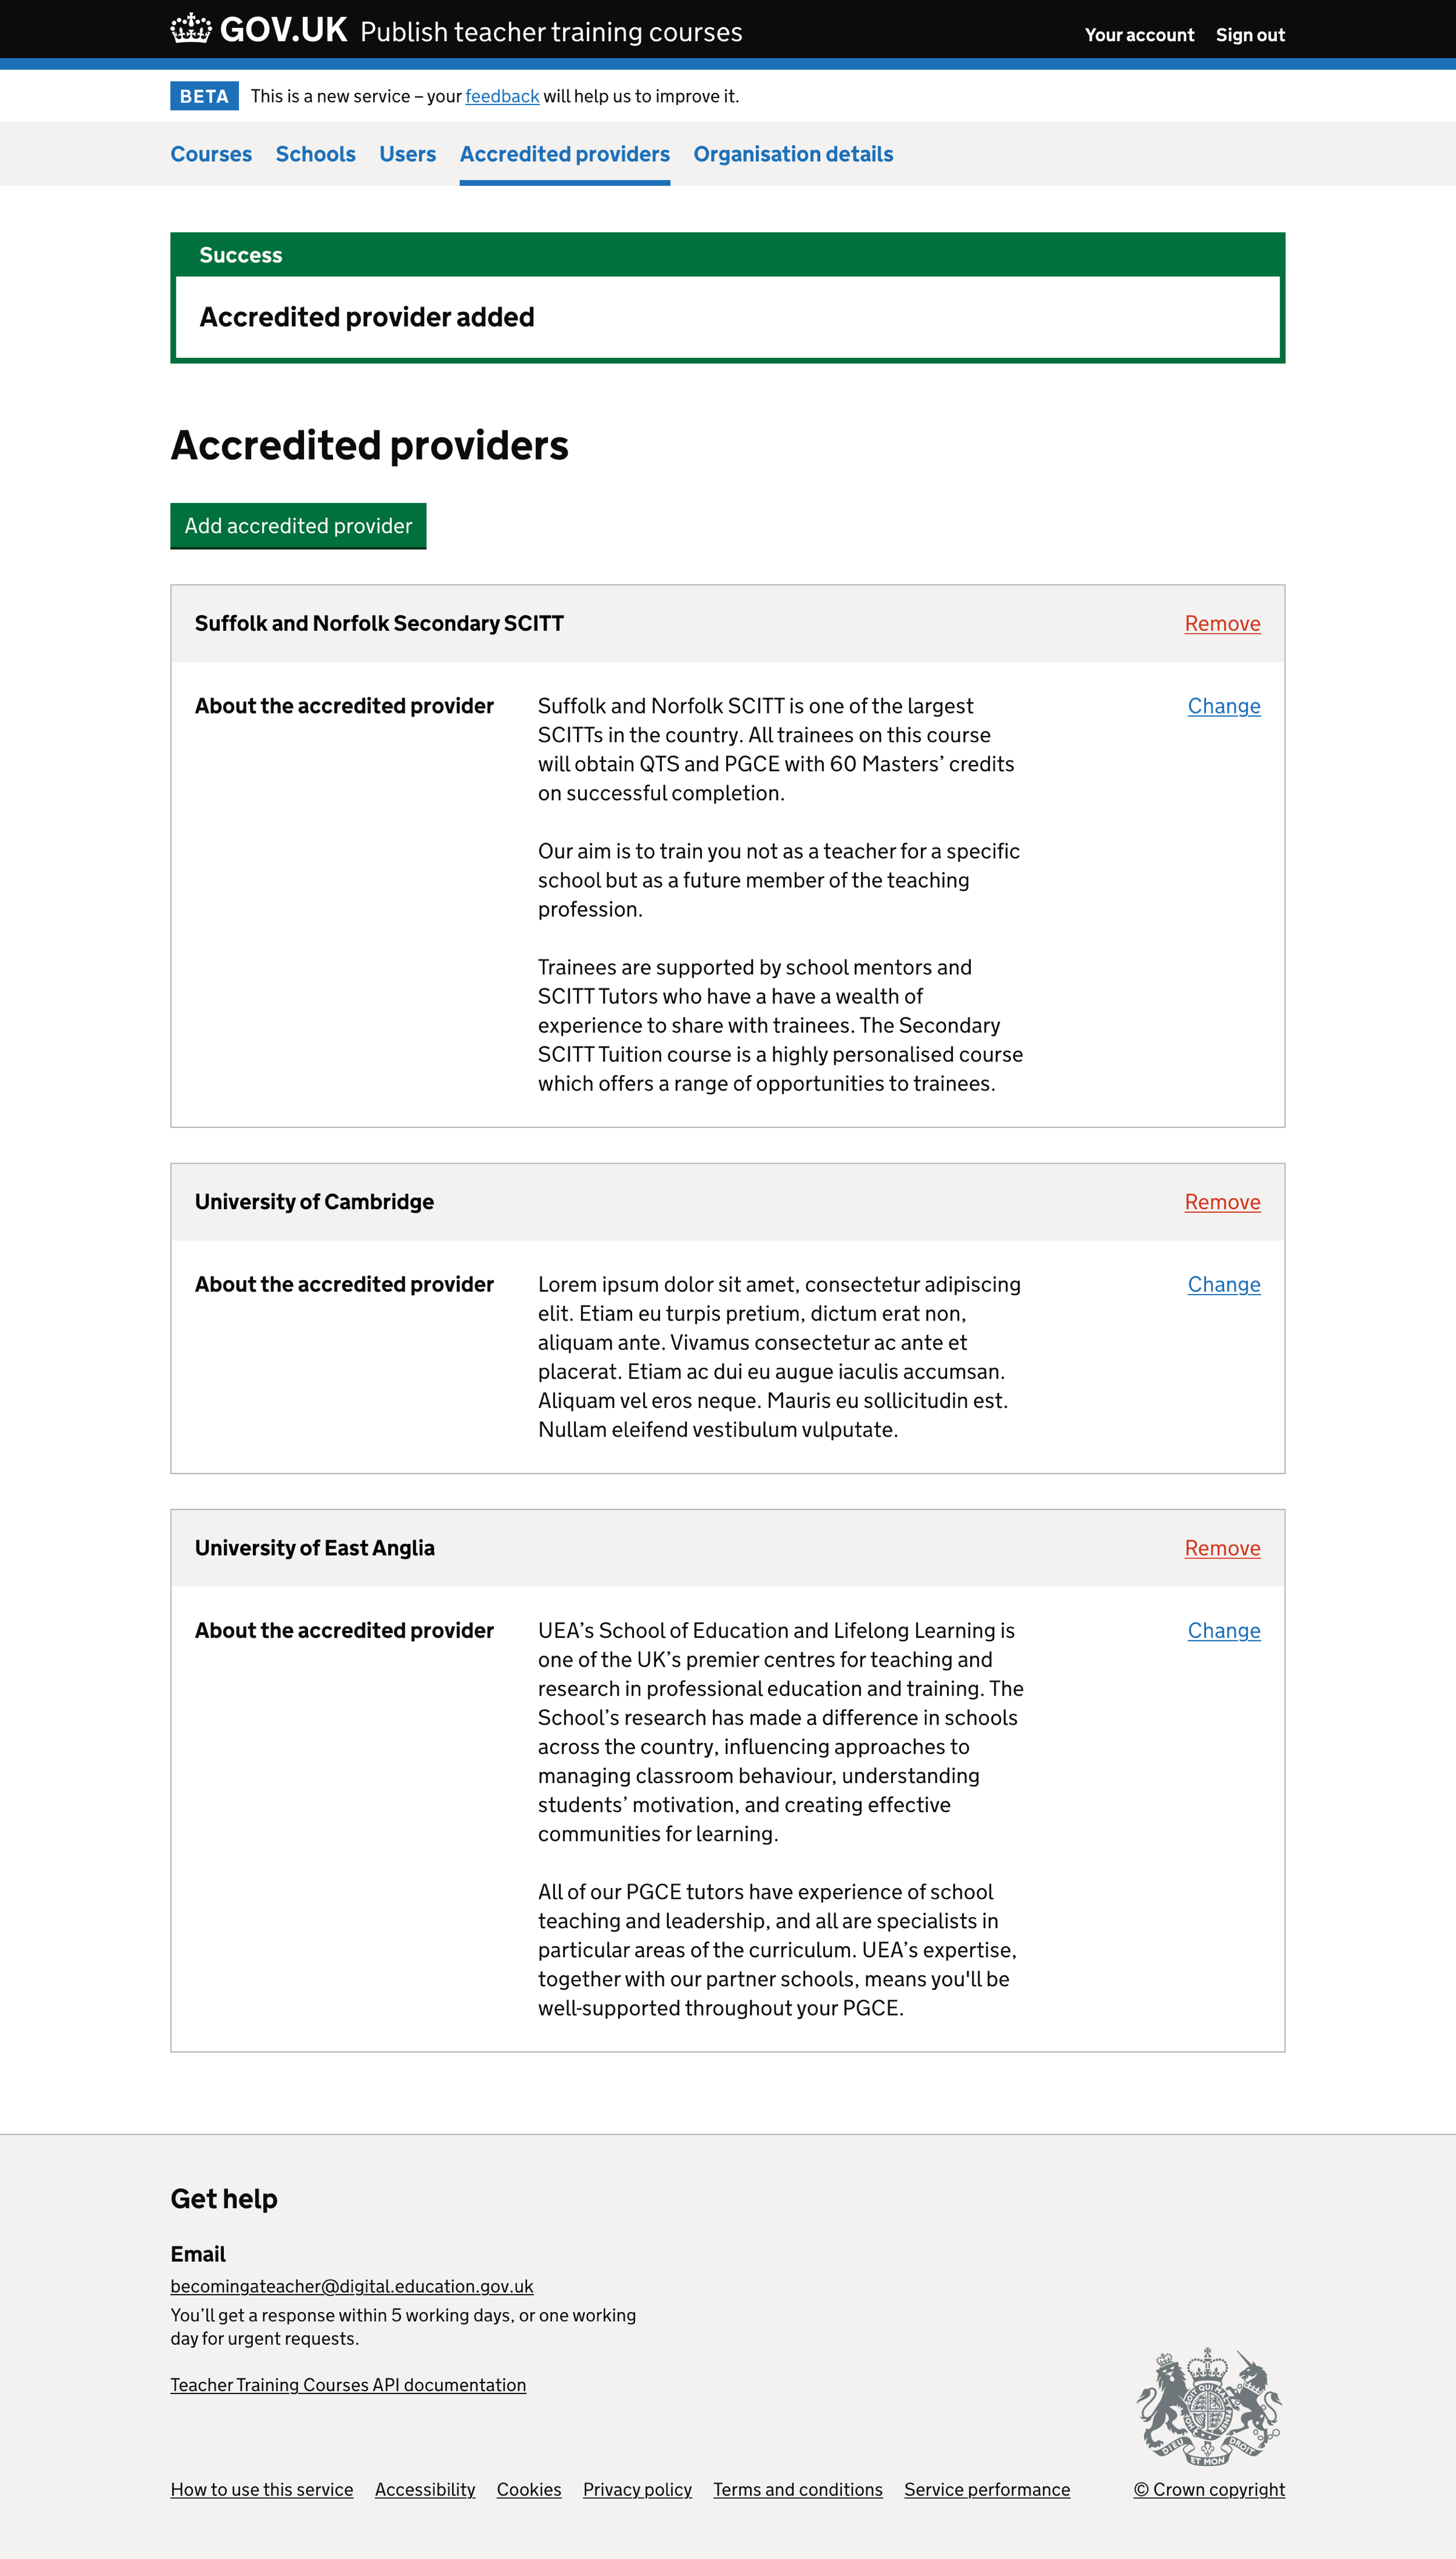 GOV.UK Publish teacher training courses Your account Sign out
BETA This is a new service – your feedback will help us to improve it.
Courses Schools Users Accredited providers Organisation details
Success
Accredited provider added
Accredited providers
Add accredited provider
Suffolk and Norfolk Secondary SCITT Remove
About the accredited provider Suffolk and Norfolk SCITT is one of the largest Change
SCITTs in the country. All trainees on this course
will obtain QTS and PGCE with 60 Masters’ credits
on successful completion.
Our aim is to train you not as a teacher for a specific
school but as a future member of the teaching
profession.
Trainees are supported by school mentors and
SCITT Tutors who have a have a wealth of
experience to share with trainees. The Secondary
SCITT Tuition course is a highly personalised course
which offers a range of opportunities to trainees.
University of Cambridge Remove
About the accredited provider Lorem ipsum dolor sit amet, consectetur adipiscing Change
elit. Etiam eu turpis pretium, dictum erat non,
aliquam ante. Vivamus consectetur ac ante et
placerat. Etiam ac dui eu augue iaculis accumsan.
Aliquam vel eros neque. Mauris eu sollicitudin est.
Nullam eleifend vestibulum vulputate.
University of East Anglia Remove
About the accredited provider UEA’s School of Education and Lifelong Learning is Change
one of the UK’s premier centres for teaching and
research in professional education and training. The
School’s research has made a difference in schools
across the country, influencing approaches to
managing classroom behaviour, understanding
students’ motivation, and creating effective
communities for learning.
All of our PGCE tutors have experience of school
teaching and leadership, and all are specialists in
particular areas of the curriculum. UEA’s expertise,
together with our partner schools, means you'll be
well-supported throughout your PGCE.
Get help
Email
becomingateacher@digital.education.gov.uk
You’ll get a response within 5 working days, or one working
day for urgent requests.
Teacher Training Courses API documentation
DIEU ET MON DROIT
How to use this service Accessibility Cookies Privacy policy Terms and conditions Service performance © Crown copyright